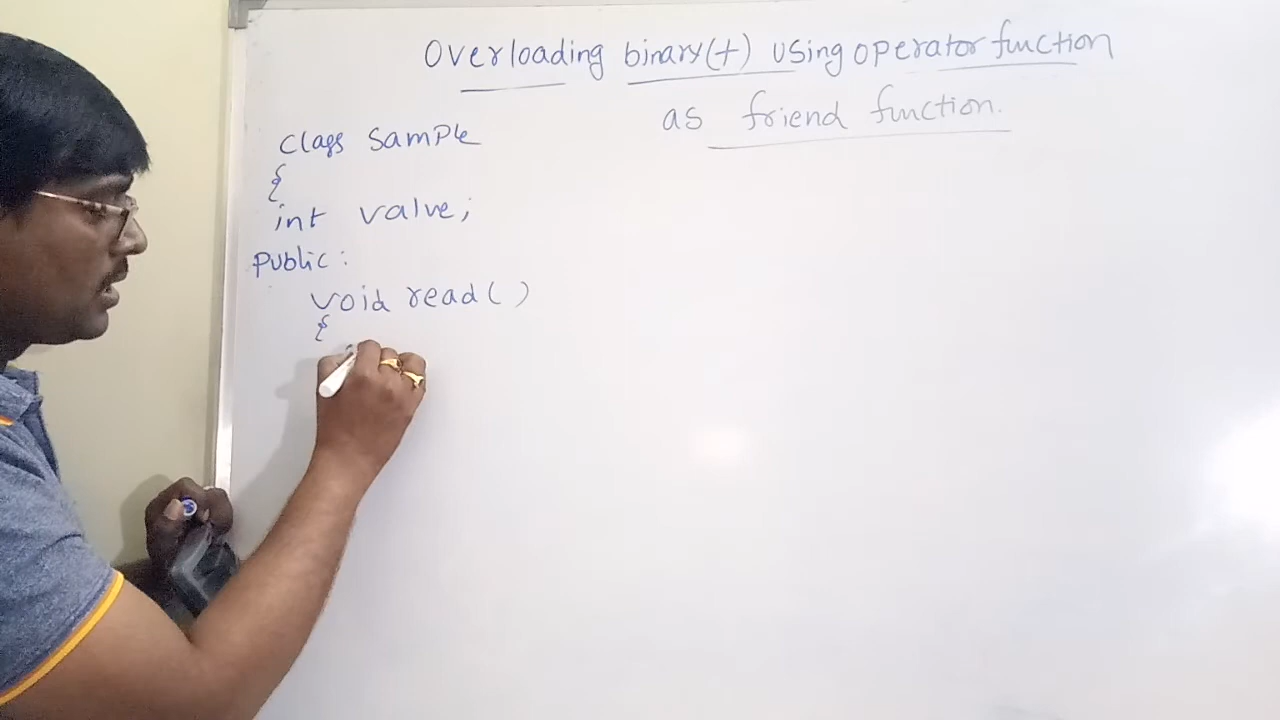 Overloading binary(+) using operator function
as friend function.
class sample
{
int value;
public:
void read()
{